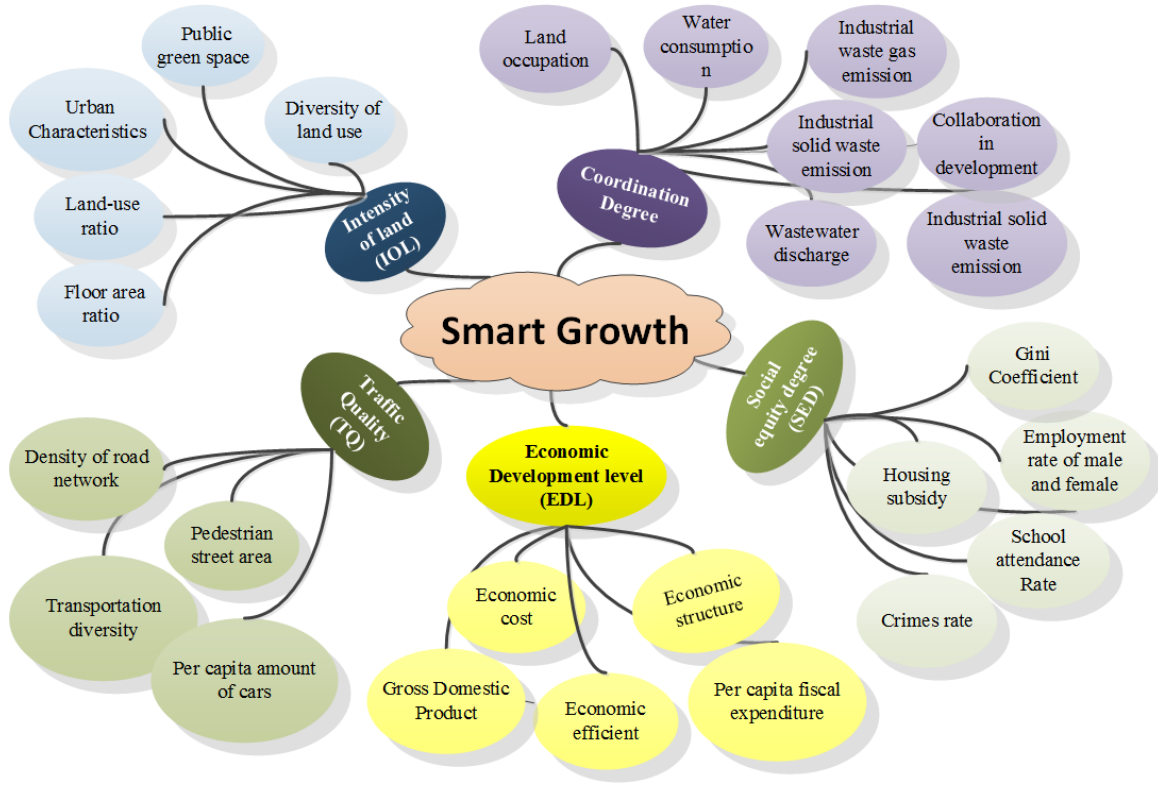 Public
green space
Urban
Characteristics
Diversity of
land use
Land-use
ratio
Floor area
ratio
Intensity
of land
(IOL)
Land
occupation
Water
consumptio
n
Industrial
waste gas
emission
Industrial
solid waste
emission
Collaboration
in
development
Coordination
Degree
Wastewater
discharge
Industrial solid
waste
emission
Smart Growth
Traffic
Quality
(TQ)
Density of road
network
Pedestrian
street area
Transportation
diversity
Per capita amount
of cars
Economic
Development level
(EDL)
Economic
cost
Economic
structure
Gross Domestic
Product
Economic
efficient
Per capita fiscal
expenditure
Social
equity degree
(SED)
Gini
Coefficient
Employment
rate of male
and female
Housing
subsidy
School
attendance
Rate
Crimes rate